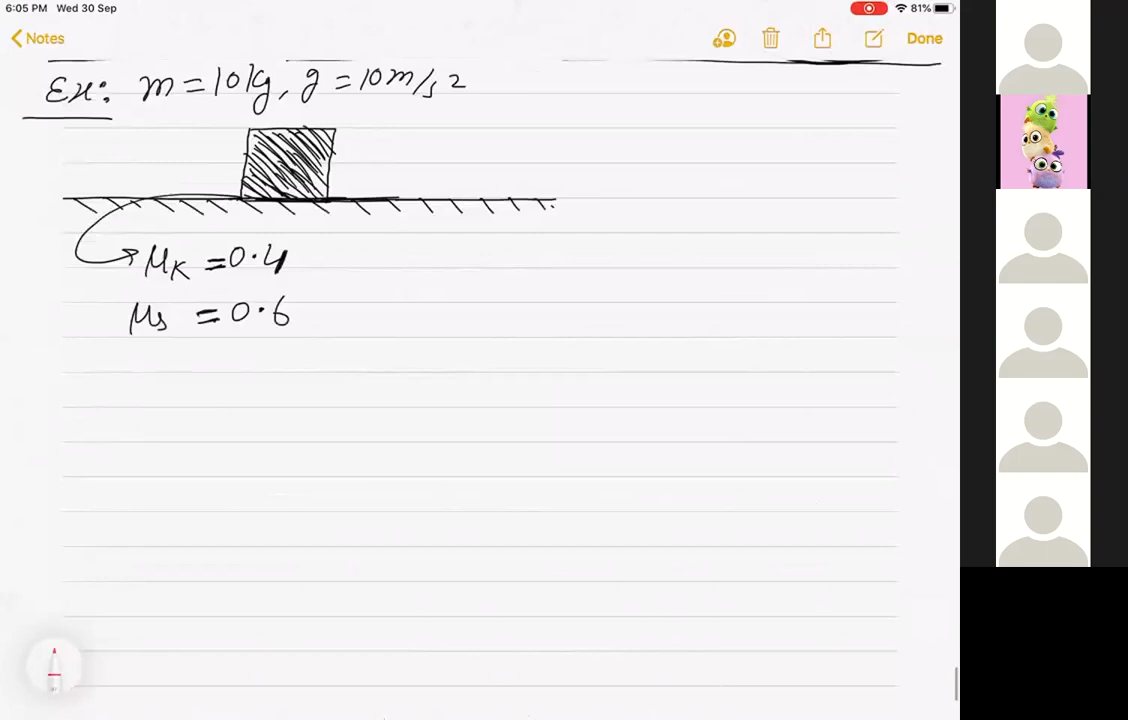 6:05 PM Wed 30 Sep 81%
Notes Done
Ex: m = 10kg, g = 10m/s2
μK = 0.4
μs = 0.6